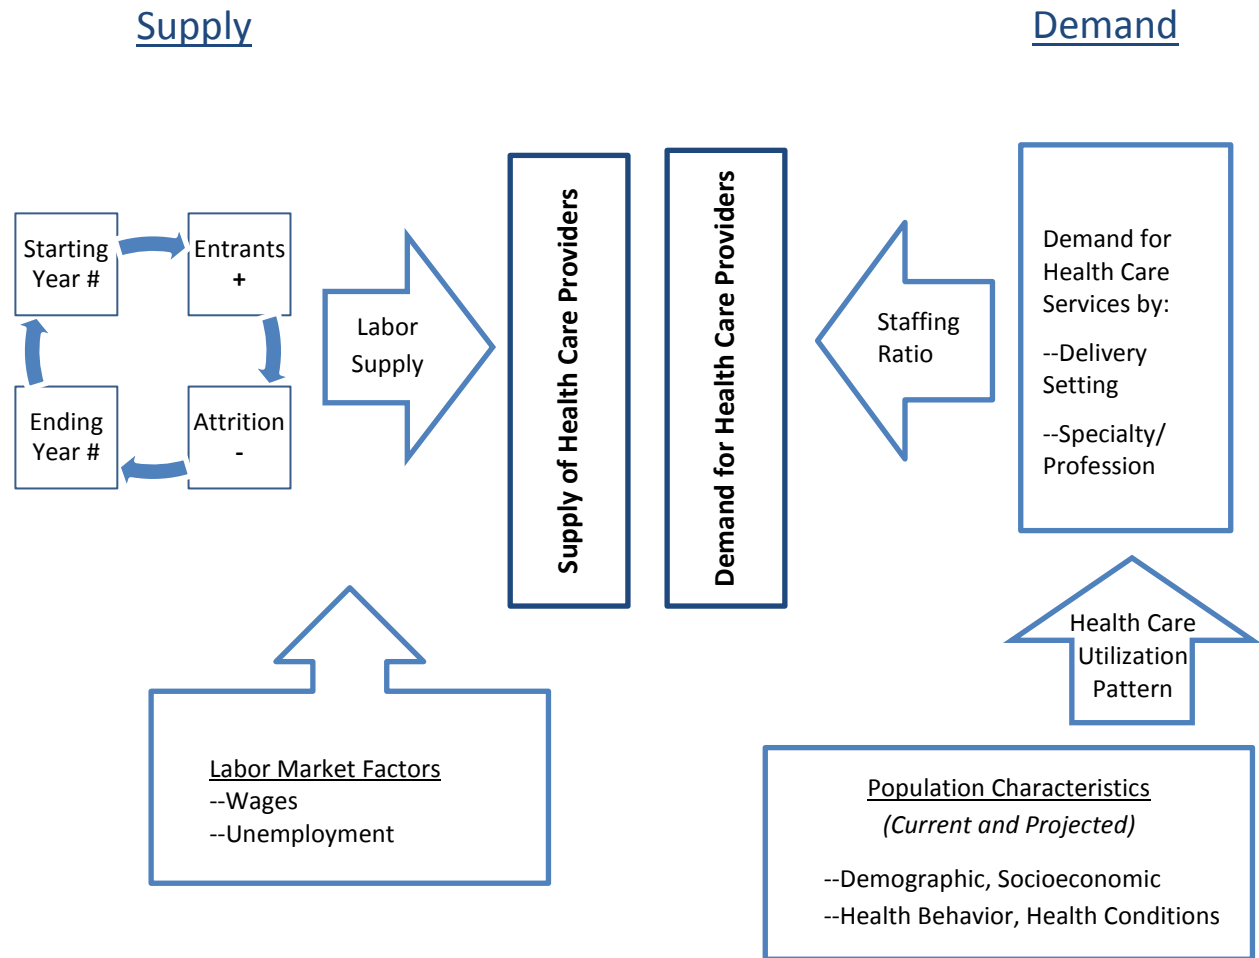 Supply
Demand
Starting
Year #
Entrants
+
Ending
Year #
Attrition
-
Labor
Supply
Supply of Health Care Providers
Demand for Health Care Providers
Staffing
Ratio
Demand for
Health Care
Services by:
--Delivery
Setting
--Specialty/
Profession
Health Care
Utilization
Pattern
Labor Market Factors
--Wages
--Unemployment
Population Characteristics
(Current and Projected)
--Demographic, Socioeconomic
--Health Behavior, Health Conditions